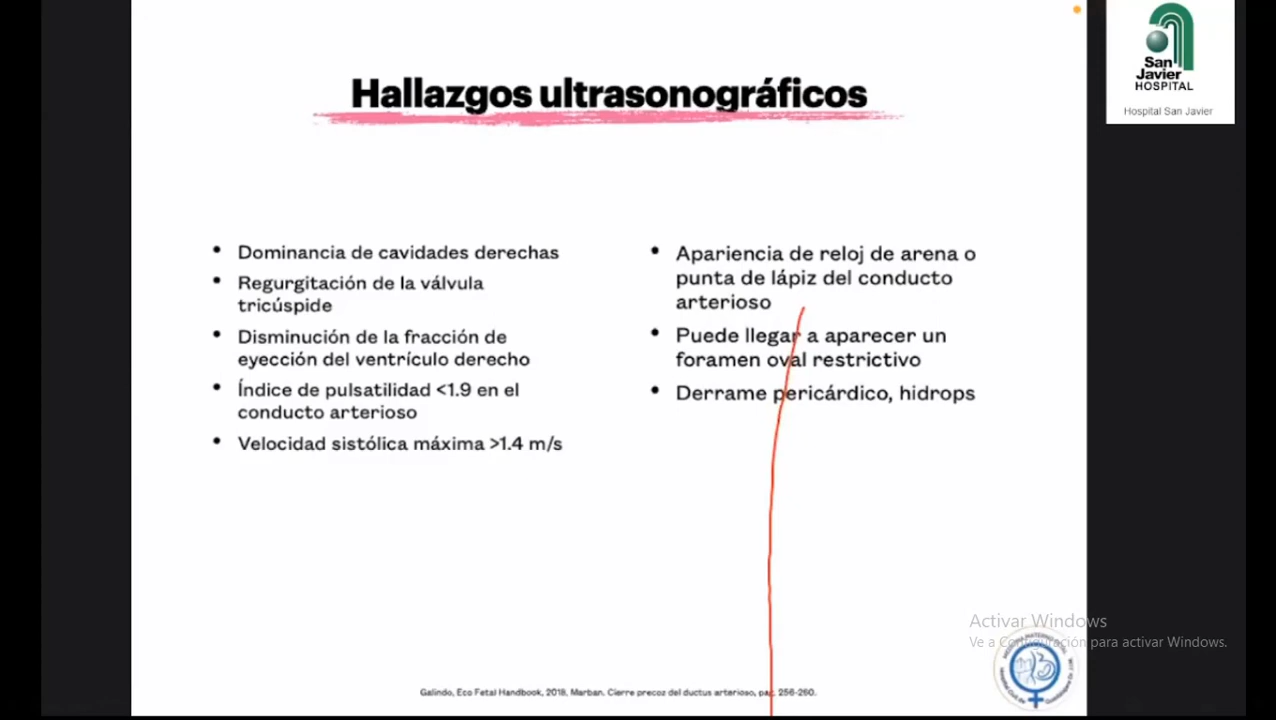 Hallazgos ultrasonográficos
San
Javier
HOSPITAL
Hospital San Javier
• Dominancia de cavidades derechas
• Regurgitación de la válvula
tricúspide
• Disminución de la fracción de
eyección del ventrículo derecho
• Índice de pulsatilidad <1.9 en el
conducto arterioso
• Velocidad sistólica máxima >1.4 m/s
• Apariencia de reloj de arena o
punta de lápiz del conducto
arterioso
• Puede llegar a aparecer un
foramen oval restrictivo
• Derrame pericárdico, hidrops
Activar Windows
Ve a Configuración para activar Windows.
Galindo, Eco Fetal Handbook, 2018, Marban. Cierre precoz del ductus arterioso, pag. 256-260.